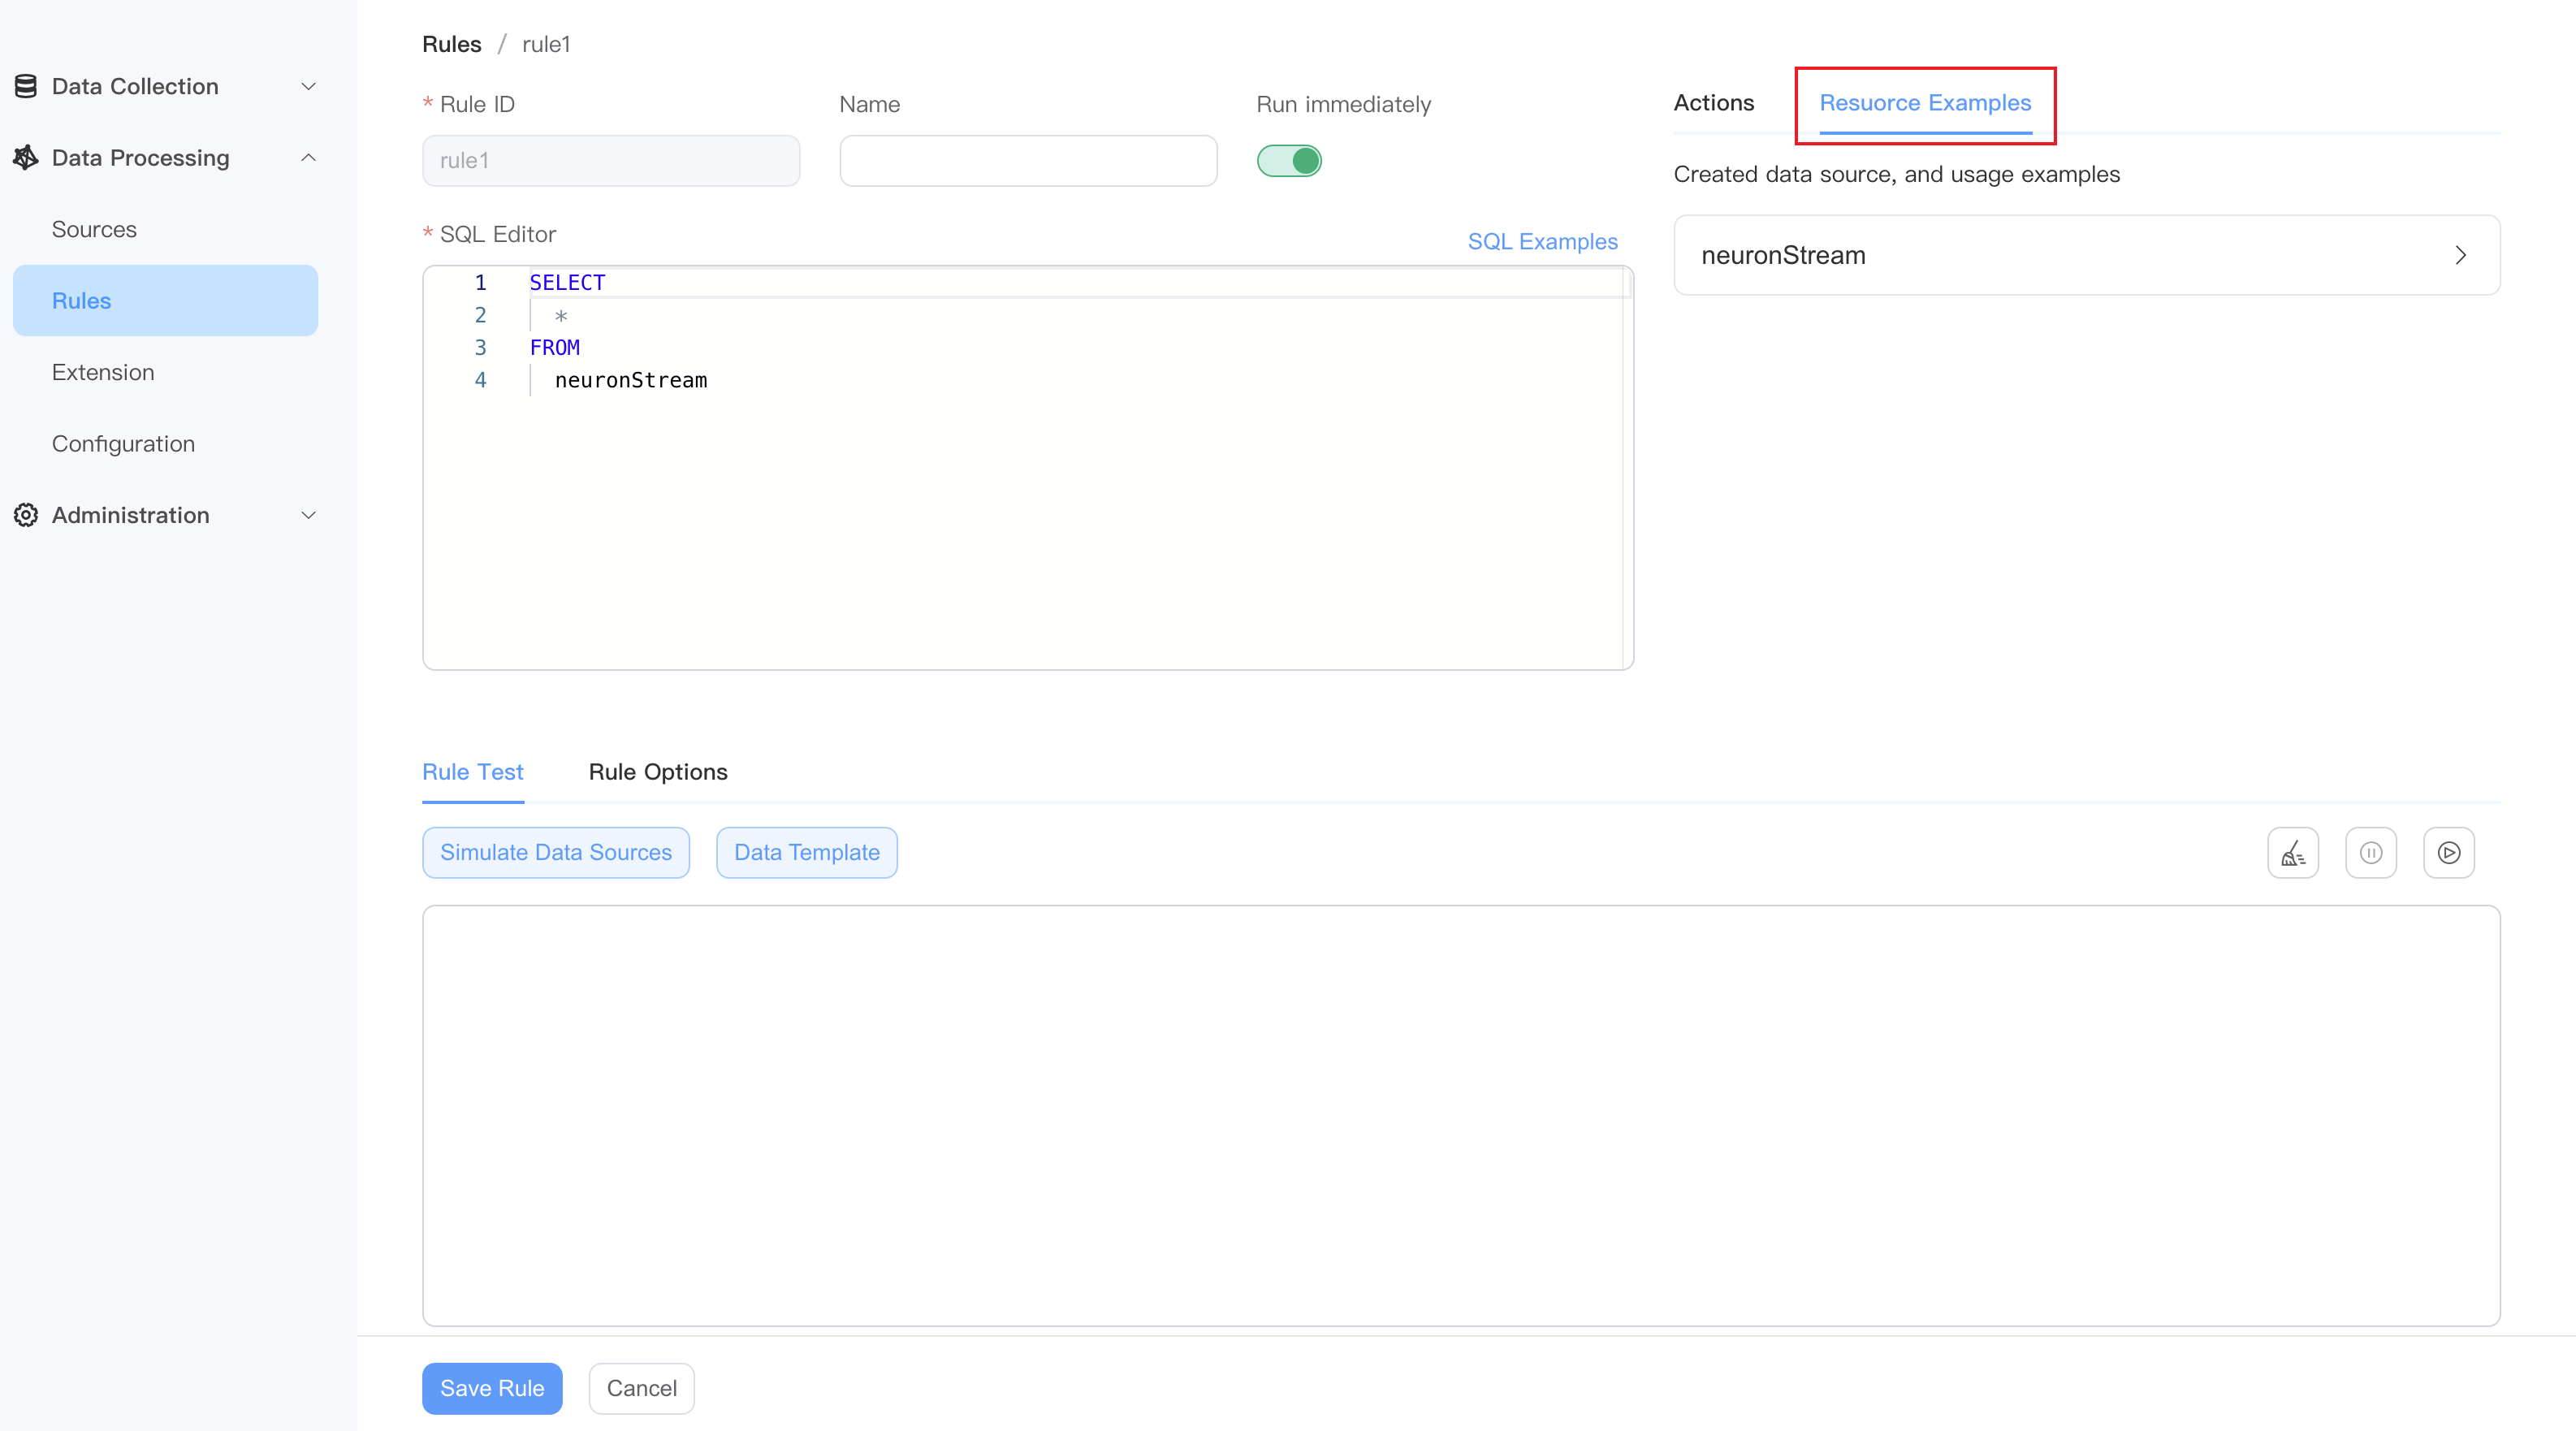 Data Collection
Data Processing
Sources
Rules
Extension
Configuration
Administration
Rules / rule1
* Rule ID
rule1
Name
Run immediately
* SQL Editor
SQL Examples
1 SELECT
2 *
3 FROM
4 neuronStream
Actions
Resuorce Examples
Created data source, and usage examples
neuronStream
Rule Test
Rule Options
Simulate Data Sources
Data Template
Save Rule
Cancel